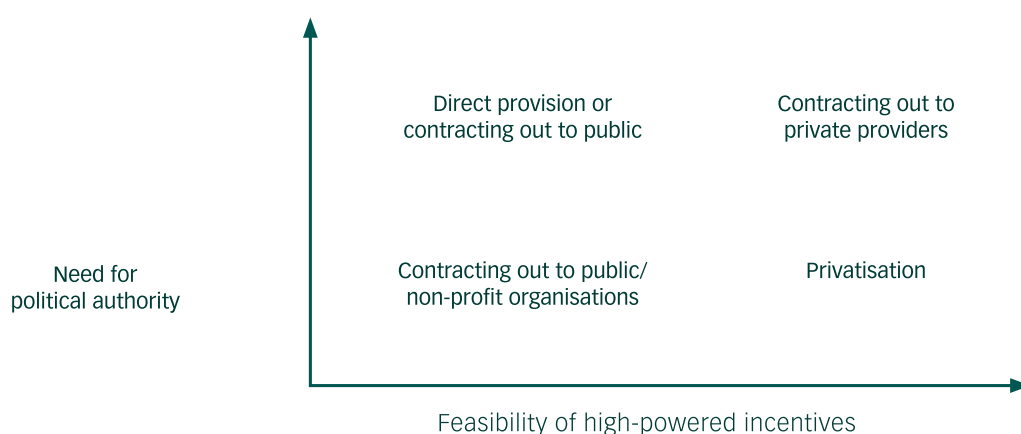 Direct provision or
contracting out to public
Contracting out to
private providers
Need for
political authority
Contracting out to public/
non-profit organisations
Privatisation
Feasibility of high-powered incentives